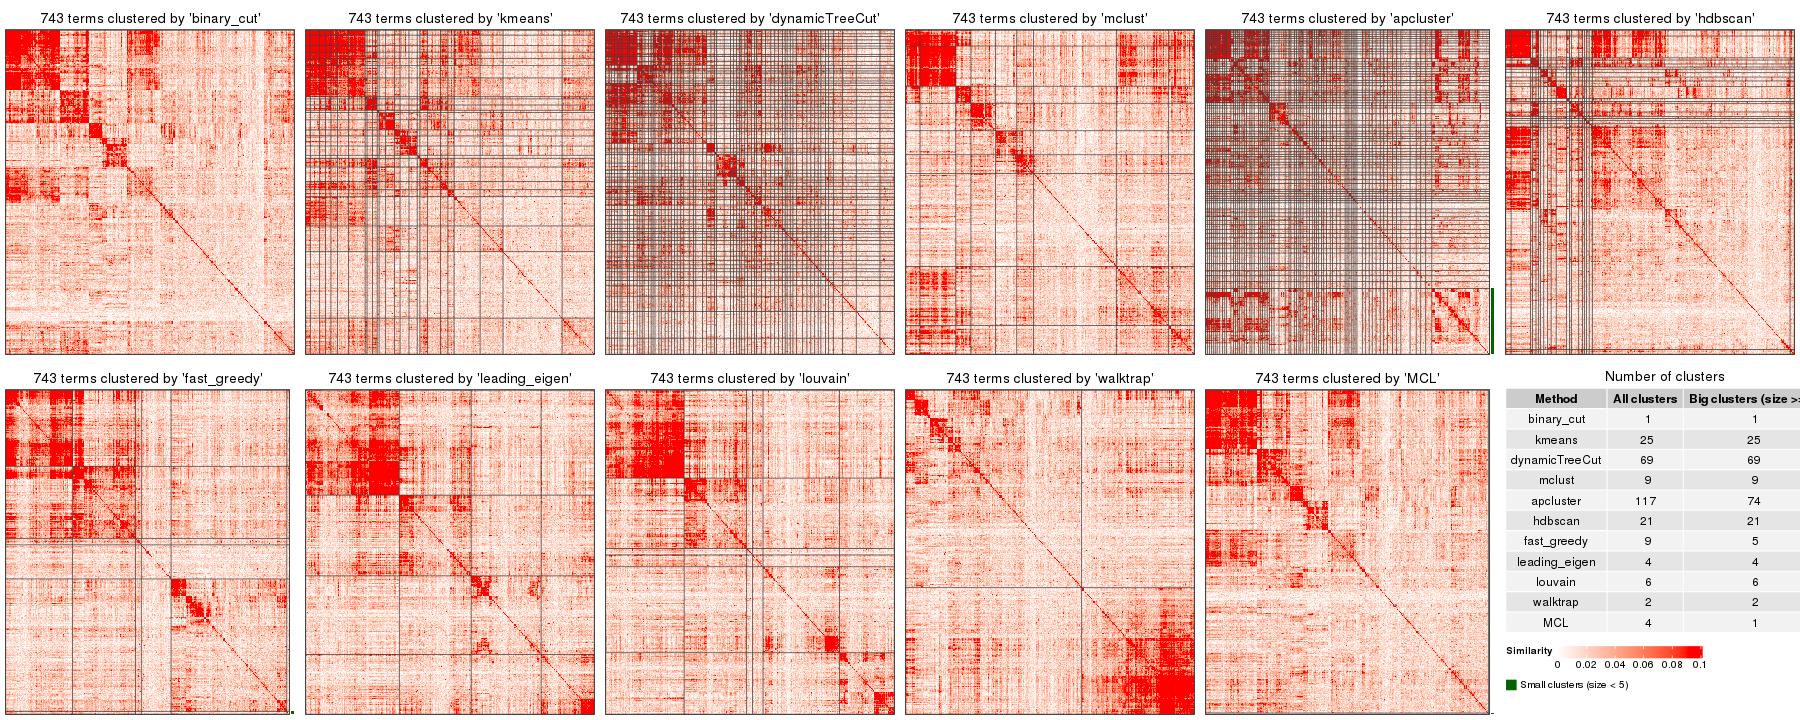 743 terms clustered by 'binary_cut'
743 terms clustered by 'kmeans'
743 terms clustered by 'dynamicTreeCut'
743 terms clustered by 'mclust'
743 terms clustered by 'apcluster'
743 terms clustered by 'hdbscan'
743 terms clustered by 'fast_greedy'
743 terms clustered by 'leading_eigen'
743 terms clustered by 'louvain'
743 terms clustered by 'walktrap'
743 terms clustered by 'MCL'
Number of clusters
Method All clusters Big clusters (size >=
binary_cut 1 1
kmeans 25 25
dynamicTreeCut 69 69
mclust 9 9
apcluster 117 74
hdbscan 21 21
fast_greedy 9 5
leading_eigen 4 4
louvain 6 6
walktrap 2 2
MCL 4 1
Similarity
0 0.02 0.04 0.06 0.08 0.1
Small clusters (size < 5)